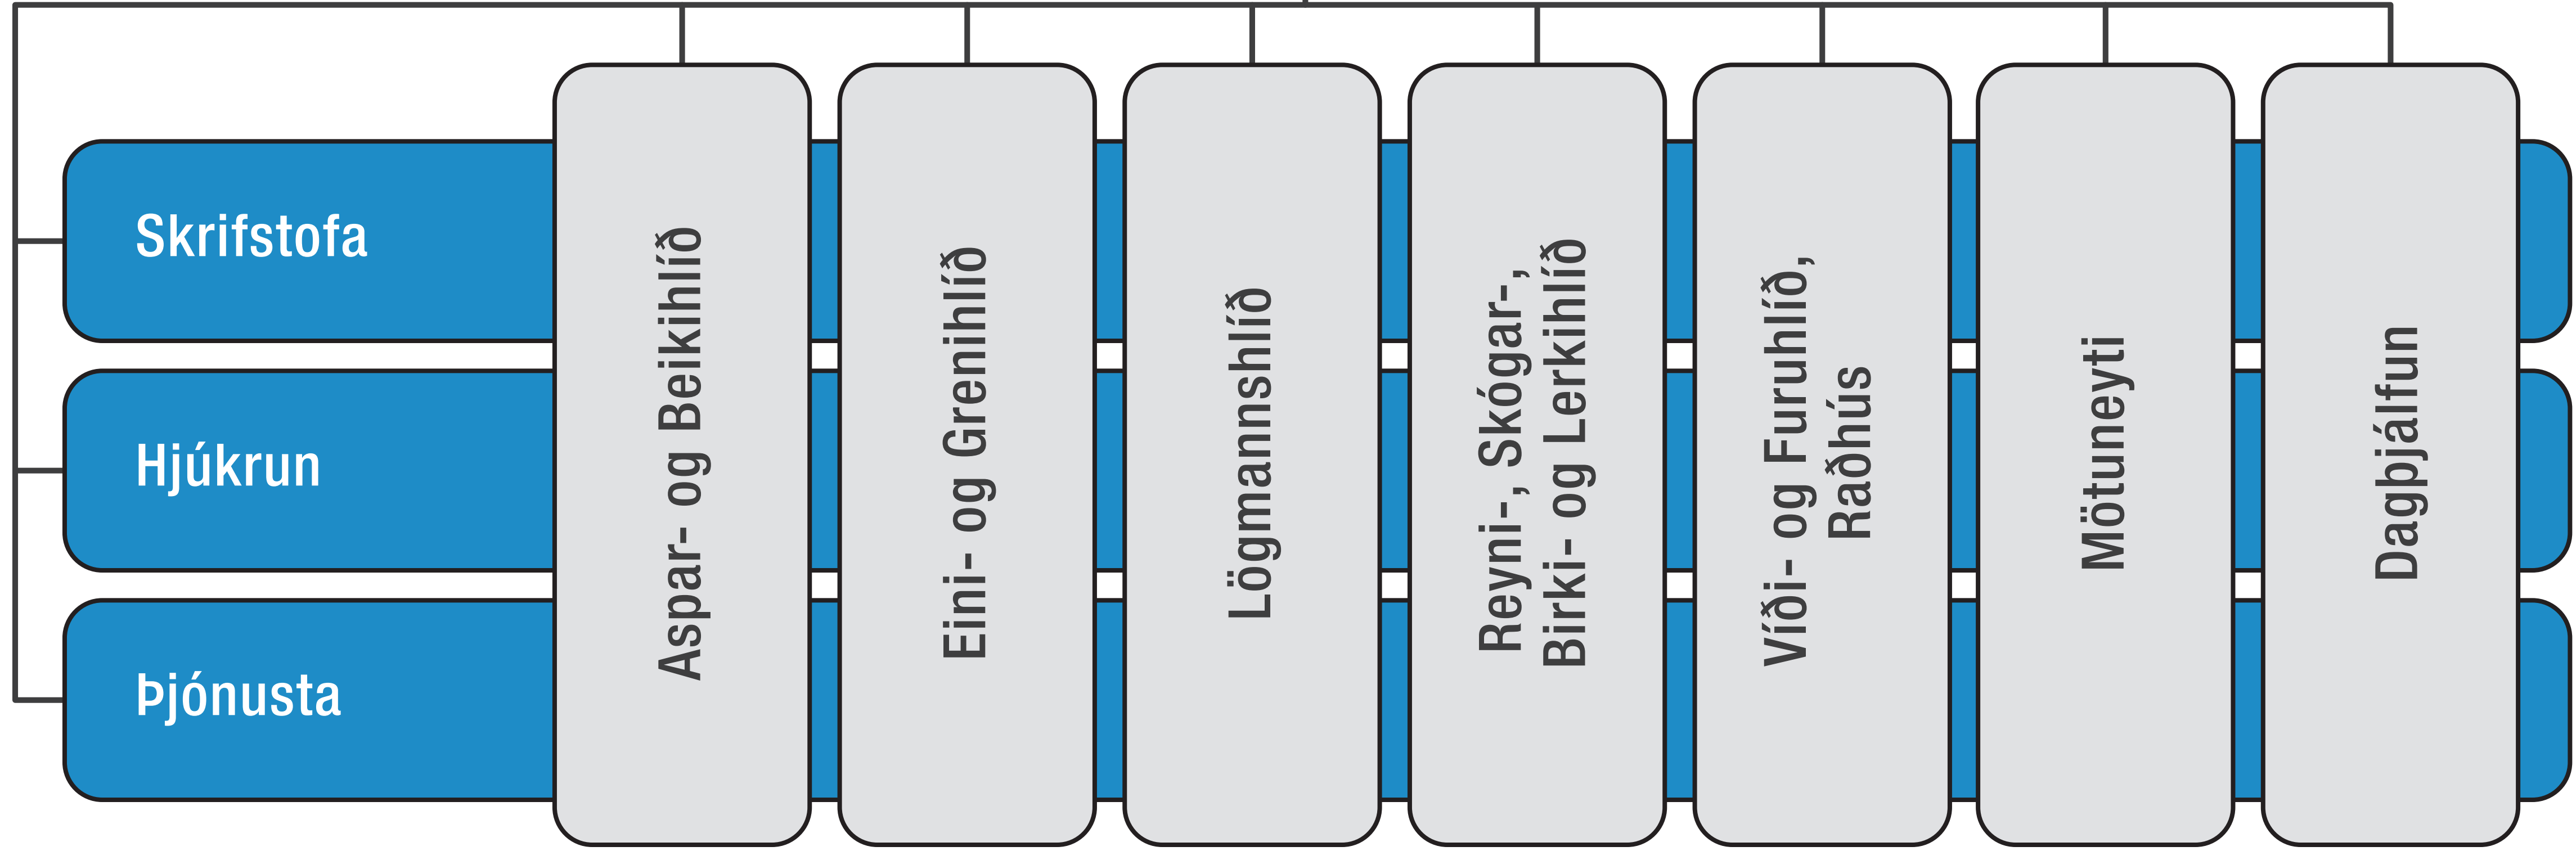 Skrifstofa
Hjúkrun
Þjónusta
Aspar- og Beikihlíð
Eini- og Grenihlíð
Lögmannshlíð
Reyni-, Skógar-,
Birki- og Lerkihlíð
Víði- og Furuhlíð,
Raðhús
Mötuneyti
Dagþjálfun